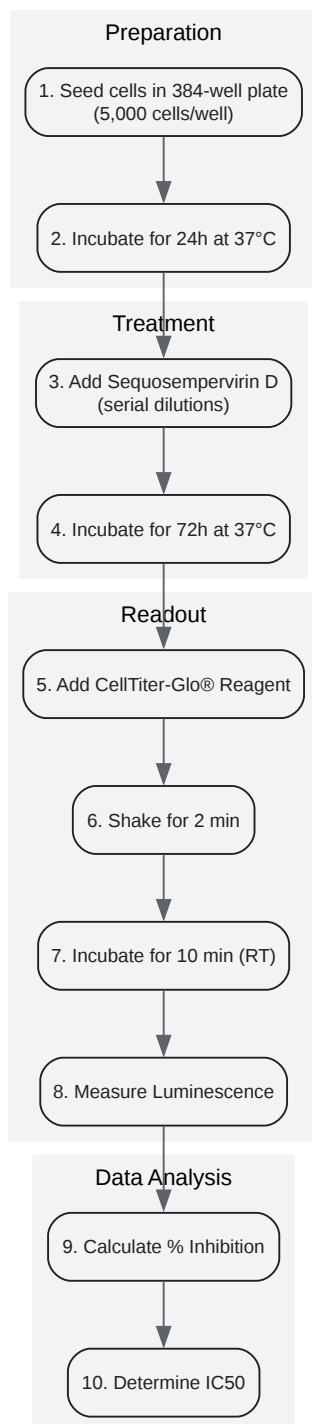 Preparation
1. Seed cells in 384-well plate
(5,000 cells/well)
2. Incubate for 24h at 37°C
Treatment
3. Add Sequosempervirin D
(serial dilutions)
4. Incubate for 72h at 37°C
Readout
5. Add CellTiter-Glo® Reagent
6. Shake for 2 min
7. Incubate for 10 min (RT)
8. Measure Luminescence
Data Analysis
9. Calculate % Inhibition
10. Determine IC50